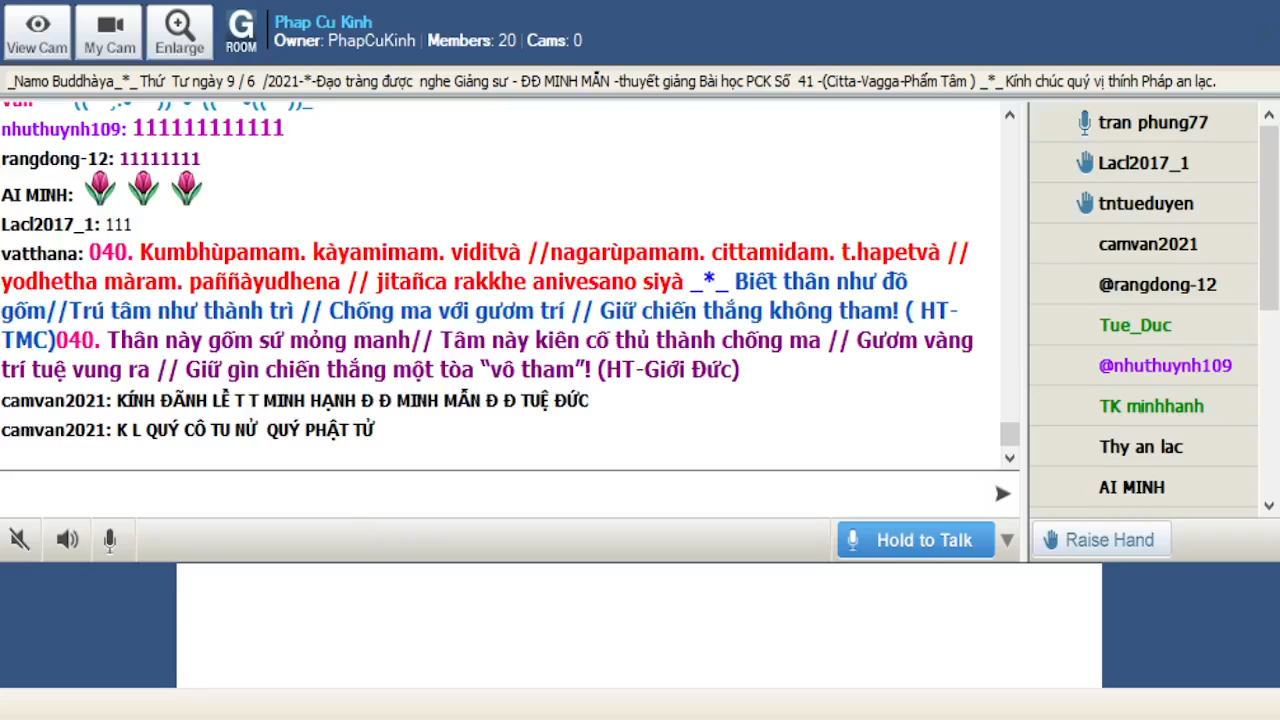 View Cam
My Cam
Enlarge
G
ROOM
Phap Cu Kinh
Owner: PhapCuKinh | Members: 20 | Cams: 0
_Namo Buddhàya_*_ Thứ Tư ngày 9 / 6 /2021-*-Đạo tràng được nghe Giảng sư - ĐĐ MINH MẪN -thuyết giảng Bài học PCK Số 41 -(Citta-Vagga-Phẩm Tâm ) _*_ Kính chúc quý vị thính Pháp an lạc.
nhuthuynh109: 111111111111
rangdong-12: 11111111
AI MINH:
Lacl2017_1: 111
vatthana: 040. Kumbhùpamam. kàyamimam. viditvà //nagarùpamam. cittamidam. t.hapetvà //
yodhetha màram. paññàyudhena // jitañca rakkhe anivesano siyà _*_ Biết thân như đồ
gốm//Trú tâm như thành trì // Chống ma với gươm trí // Giữ chiến thắng không tham! ( HT-
TMC)040. Thân này gốm sứ mỏng manh// Tâm này kiên cố thủ thành chống ma // Gươm vàng
trí tuệ vung ra // Giữ gìn chiến thắng một tòa “vô tham”! (HT-Giới Đức)
camvan2021: KÍNH ĐÃNH LỄ T T MINH HẠNH Đ Đ MINH MẪN Đ Đ TUỆ ĐỨC
camvan2021: K L QUÝ CÔ TU NỬ QUÝ PHẬT TỬ
tran phung77
Lacl2017_1
tntueduyen
camvan2021
@rangdong-12
Tue_Duc
@nhuthuynh109
TK minhhanh
Thy an lac
AI MINH
Hold to Talk
Raise Hand